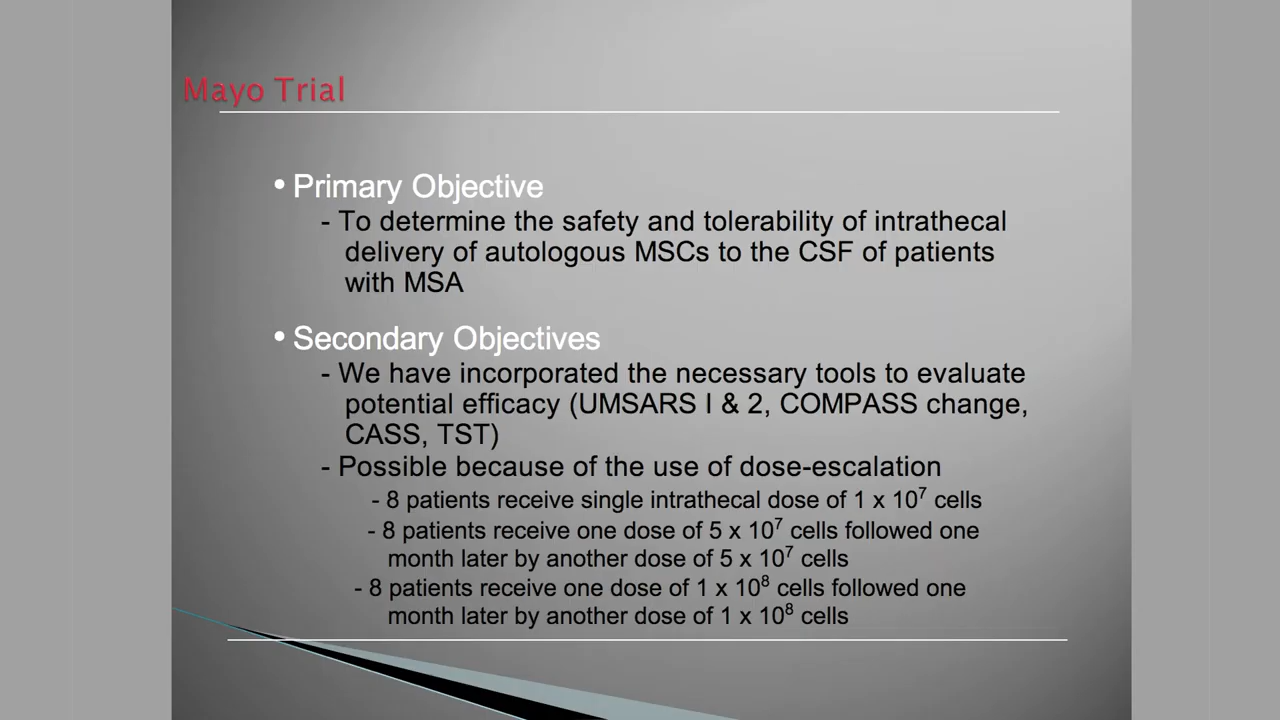 Mayo Trial
• Primary Objective
- To determine the safety and tolerability of intrathecal
delivery of autologous MSCs to the CSF of patients
with MSA
• Secondary Objectives
- We have incorporated the necessary tools to evaluate
potential efficacy (UMSARS I & 2, COMPASS change,
CASS, TST)
- Possible because of the use of dose-escalation
- 8 patients receive single intrathecal dose of 1 x 10⁷ cells
- 8 patients receive one dose of 5 x 10⁷ cells followed one
month later by another dose of 5 x 10⁷ cells
- 8 patients receive one dose of 1 x 10⁸ cells followed one
month later by another dose of 1 x 10⁸ cells